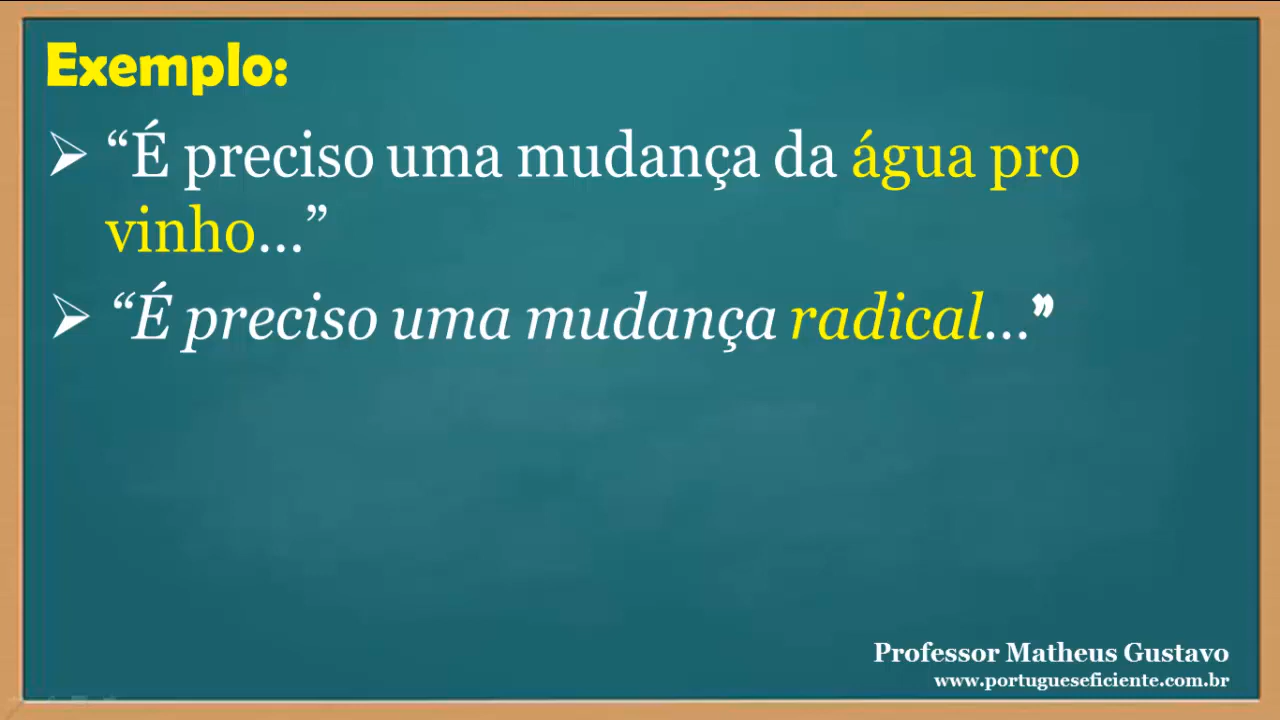 Exemplo:
“É preciso uma mudança da água pro
vinho...”
“É preciso uma mudança radical...”
Professor Matheus Gustavo
www.portugueseficiente.com.br